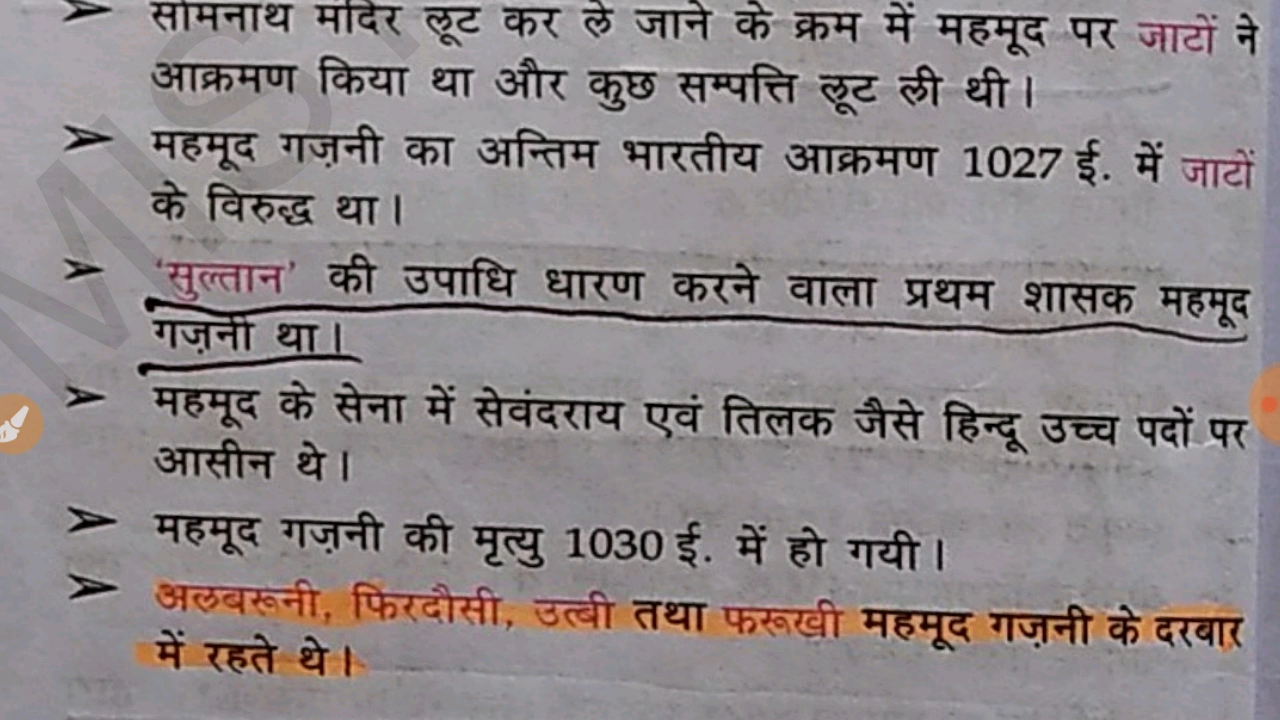 ➤ सोमनाथ मंदिर लूट कर ले जाने के क्रम में महमूद पर जाटों ने
आक्रमण किया था और कुछ सम्पत्ति लूट ली थी।
➤ महमूद गज़नी का अन्तिम भारतीय आक्रमण 1027 ई. में जाटों
के विरुद्ध था।
➤ 'सुल्तान' की उपाधि धारण करने वाला प्रथम शासक महमूद
गज़नी था।
➤ महमूद के सेना में सेवंदराय एवं तिलक जैसे हिन्दू उच्च पदों पर
आसीन थे।
➤ महमूद गज़नी की मृत्यु 1030 ई. में हो गयी।
➤ अलबरूनी, फिरदौसी, उत्बी तथा फरूखी महमूद गज़नी के दरबार
में रहते थे।